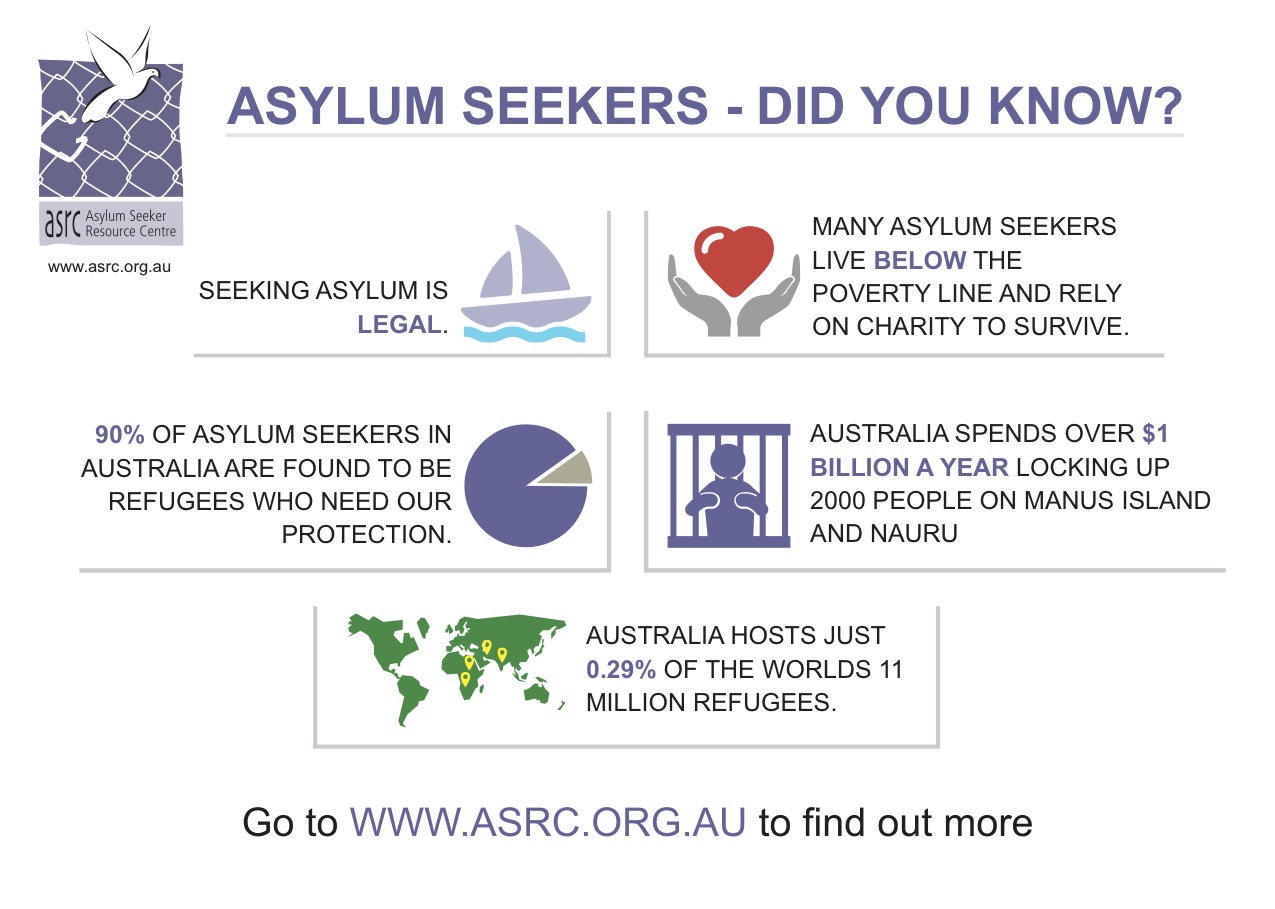 ASYLUM SEEKERS - DID YOU KNOW?
asrc Asylum Seeker
Resource Centre
www.asrc.org.au
SEEKING ASYLUM IS
LEGAL.
MANY ASYLUM SEEKERS
LIVE BELOW THE
POVERTY LINE AND RELY
ON CHARITY TO SURVIVE.
90% OF ASYLUM SEEKERS IN
AUSTRALIA ARE FOUND TO BE
REFUGEES WHO NEED OUR
PROTECTION.
AUSTRALIA SPENDS OVER $1
BILLION A YEAR LOCKING UP
2000 PEOPLE ON MANUS ISLAND
AND NAURU
AUSTRALIA HOSTS JUST
0.29% OF THE WORLDS 11
MILLION REFUGEES.
Go to WWW.ASRC.ORG.AU to find out more